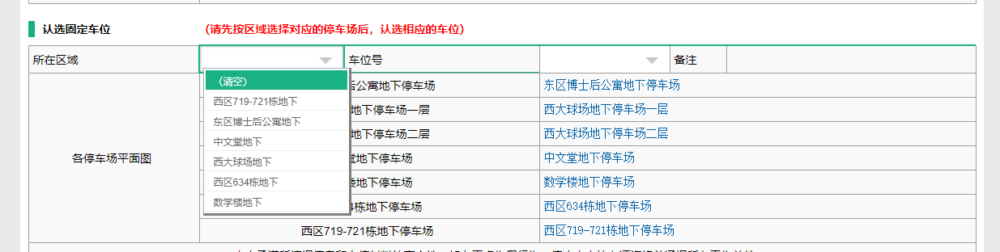 认选固定车位 （请先按区域选择对应的停车场后，认选相应的车位）
所在区域 车位号 备注
〈清空〉
西区719-721栋地下
东区博士后公寓地下
中文堂地下
西大球场地下
西区634栋地下
数学楼地下
各停车场平面图
后公寓地下停车场 东区博士后公寓地下停车场
地下停车场一层 西大球场地下停车场一层
地下停车场二层 西大球场地下停车场二层
堂地下停车场 中文堂地下停车场
楼地下停车场 数学楼地下停车场
4栋地下停车场 西区634栋地下停车场
西区719-721栋地下停车场 西区719-721栋地下停车场